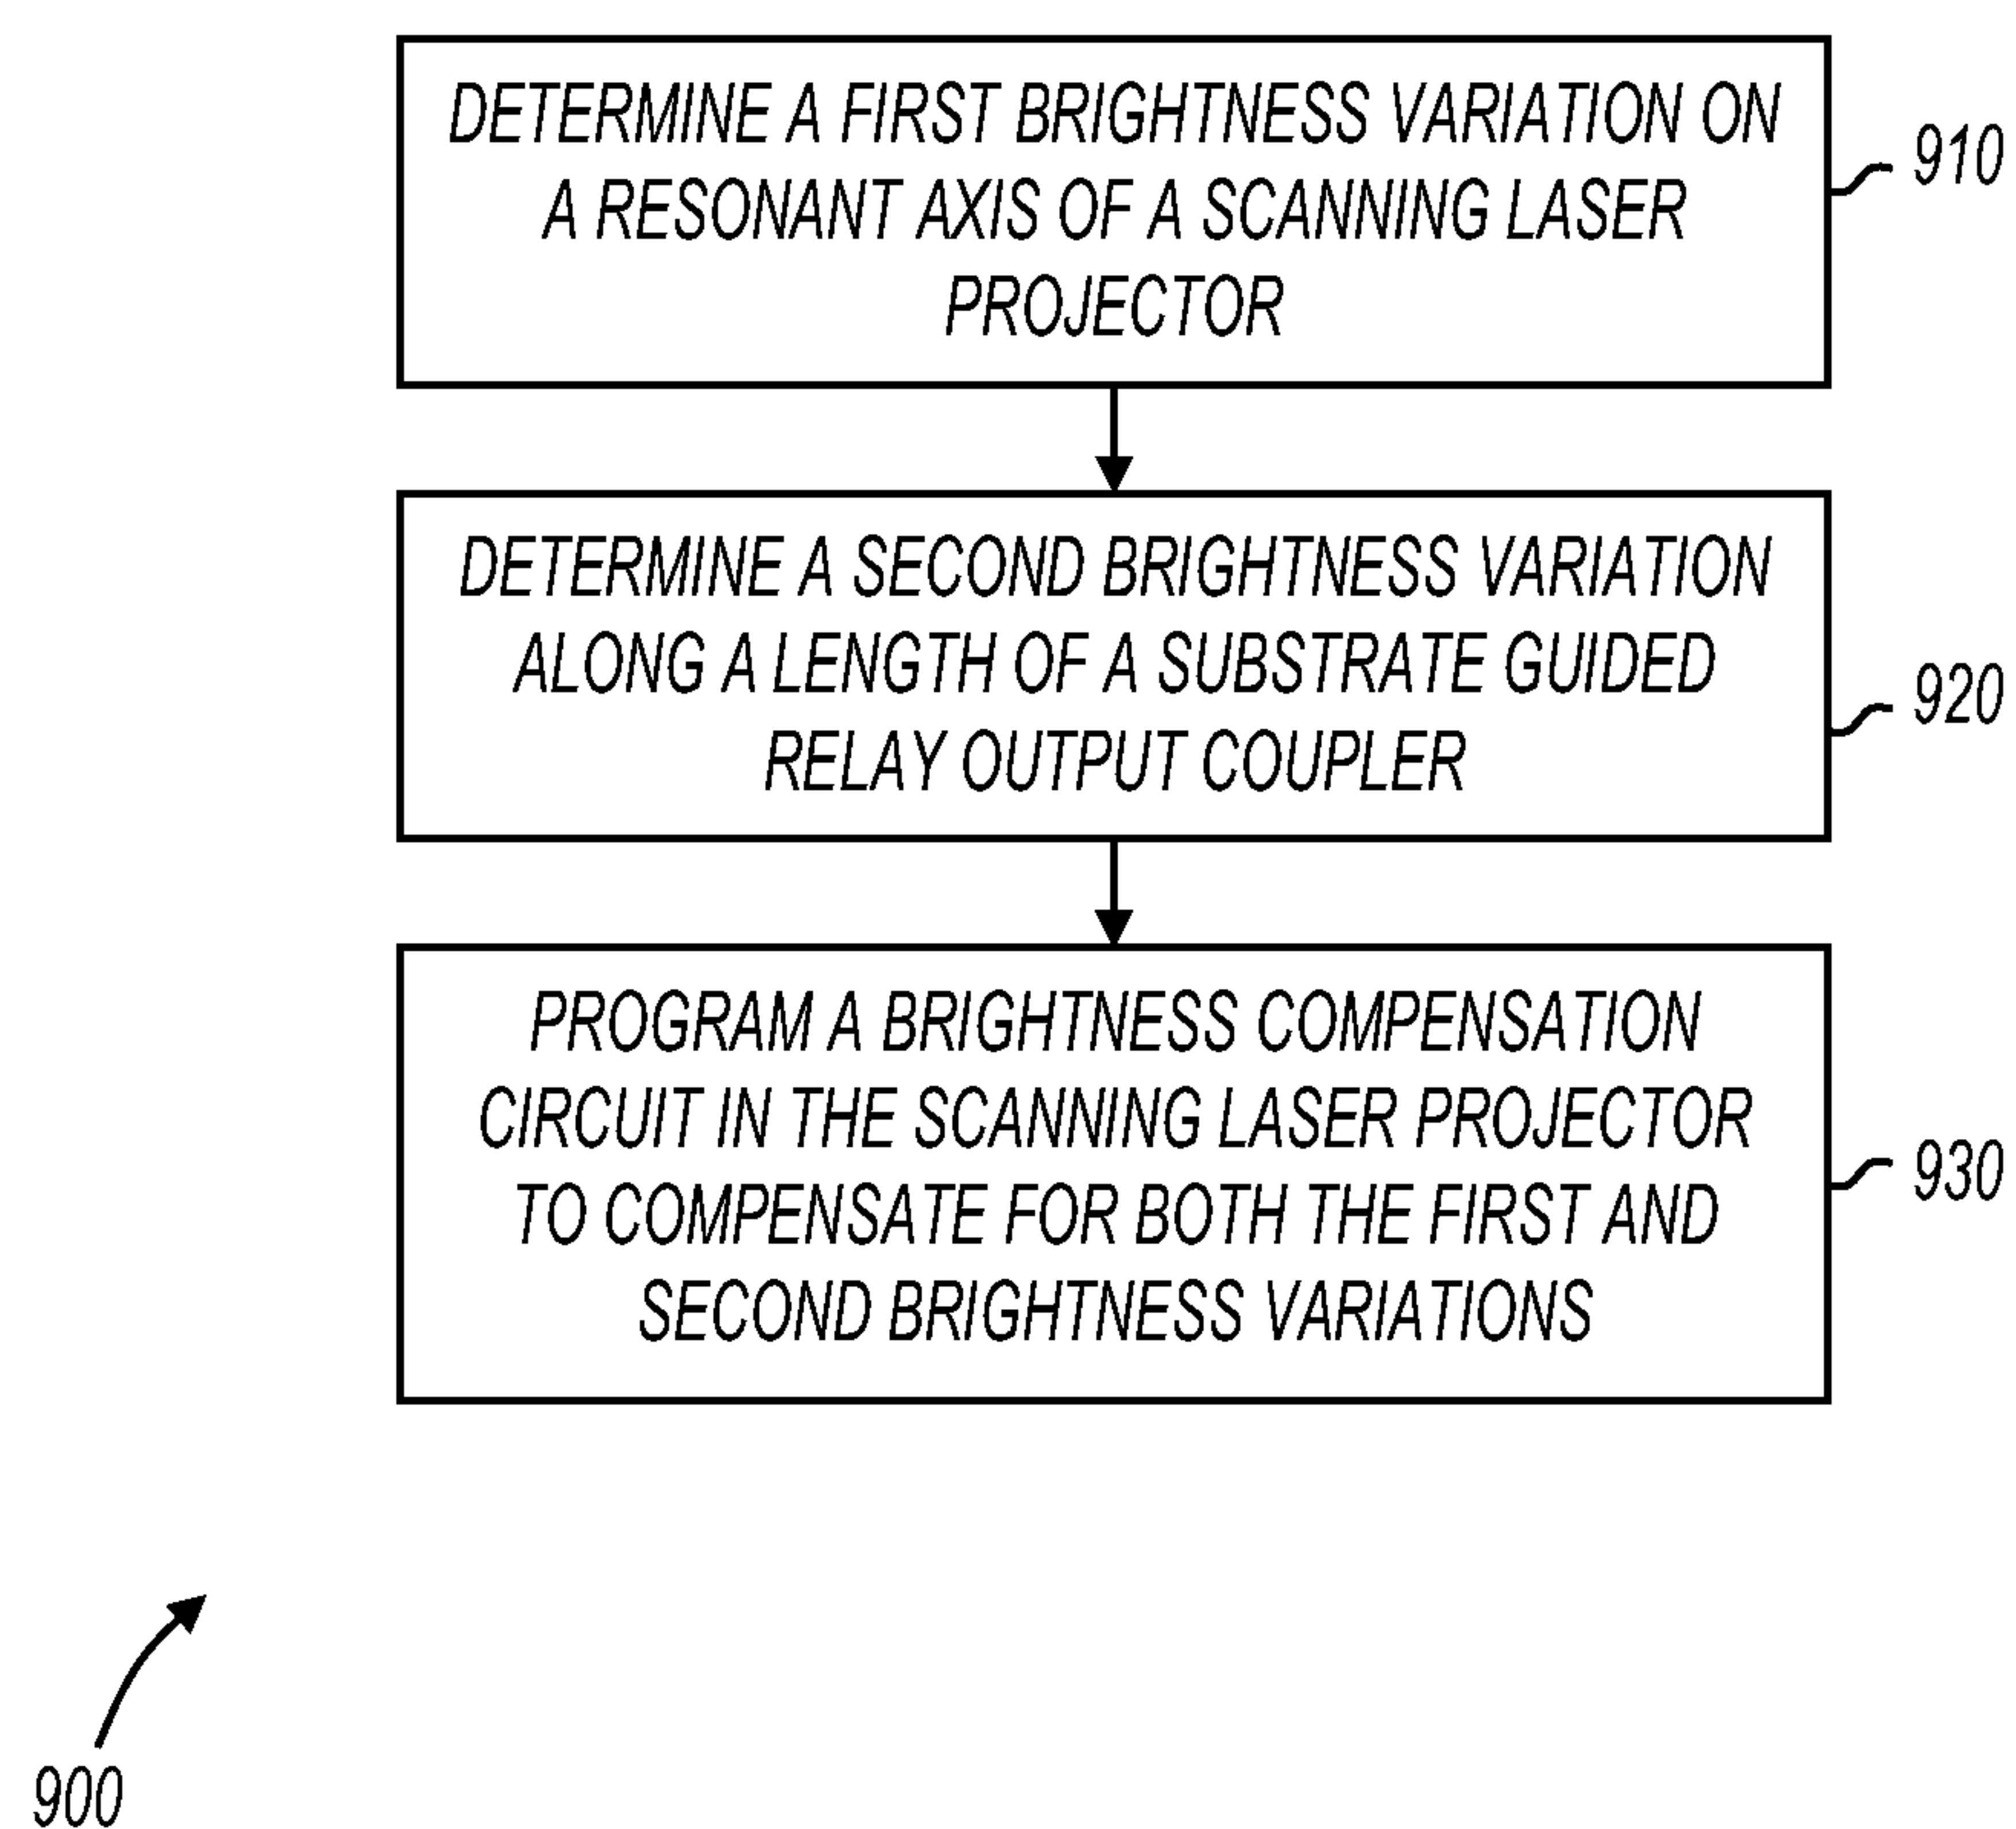 DETERMINE A FIRST BRIGHTNESS VARIATION ON
A RESONANT AXIS OF A SCANNING LASER
PROJECTOR
910
DETERMINE A SECOND BRIGHTNESS VARIATION
ALONG A LENGTH OF A SUBSTRATE GUIDED
RELAY OUTPUT COUPLER
920
PROGRAM A BRIGHTNESS COMPENSATION
CIRCUIT IN THE SCANNING LASER PROJECTOR
TO COMPENSATE FOR BOTH THE FIRST AND
SECOND BRIGHTNESS VARIATIONS
930
900